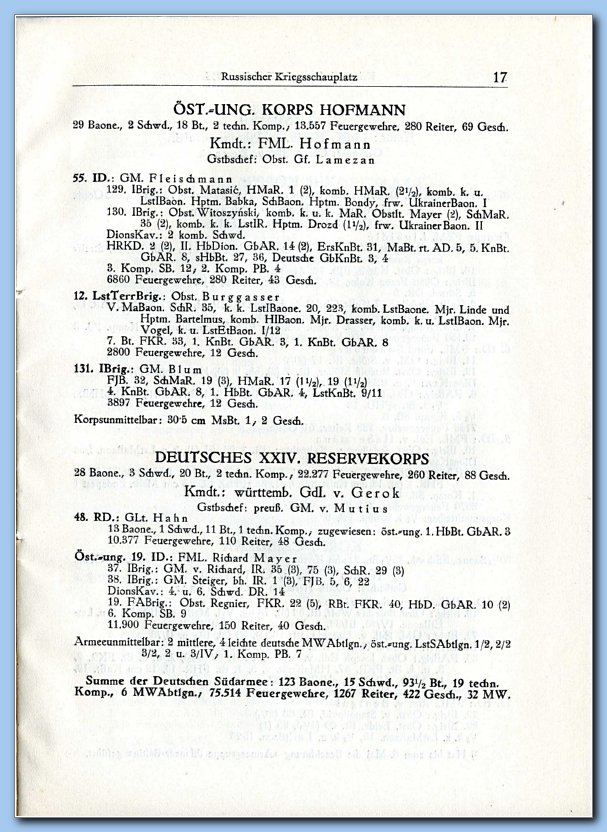 Russischer Kriegsschauplatz 17
ÖST.-UNG. KORPS HOFMANN
29 Baone., 2 Schwd., 18 Bt., 2 techn. Komp., 13.557 Feuergewehre, 280 Reiter, 69 Gesch.
Kmdt.: FML. Hofmann
Gstbschef: Obst. Gf. Lamezan
55. ID.: GM. Fleischmann
129. IBrig.: Obst. Matasić, HMaR. 1 (2), komb. HMaR. (2 1/2), komb. k. u.
LstIBaon. Hptm. Babka, SchBaon. Hptm. Bondy, frw. UkrainerBaon. I
130. IBrig.: Obst. Witoszyński, komb. k. u. k. MaR. Obstlt. Mayer (2), SchMaR.
35 (2), komb. k. k. LstIR. Hptm. Drozd (1 1/2), frw. UkrainerBaon. II
DionsKav.: 2 komb. Schwd.
HRKD. 2 (2), II. HbDion. GbAR. 14 (2), ErsKnBt. 31, MaBt. rt. AD. 5, 5. KnBt.
GbAR. 8, sHbBt. 27, 36, Deutsche GbKnBt. 3, 4
3. Komp. SB. 12, 2. Komp. PB. 4
6860 Feuergewehre, 280 Reiter, 43 Gesch.
12. LstTerrBrig.: Obst. Burggasser
V. MaBaon. SchR. 35, k. k. LstIBaone. 20, 223, komb. LstBaone. Mjr. Linde und
Hptm. Bartelmus, komb. HIBaon. Mjr. Drasser, komb. k. u. LstIBaon. Mjr.
Vogel, k. u. LstEtBaon. I/12
7. Bt. FKR. 33, 1. KnBt. GbAR. 3, 1. KnBt. GbAR. 8
2800 Feuergewehre, 12 Gesch.
131. IBrig.: GM. Blum
FJB. 32, SchMaR. 19 (3), HMaR. 17 (1 1/2), 19 (1 1/2)
4. KnBt. GbAR. 8, 1. HbBt. GbAR. 4, LstKnBt. 9/11
3897 Feuergewehre, 12 Gesch.
Korpsunmittelbar: 30·5 cm MsBt. 1, 2 Gesch.
DEUTSCHES XXIV. RESERVEKORPS
28 Baone., 3 Schwd., 20 Bt., 2 techn. Komp., 22.277 Feuergewehre, 260 Reiter, 88 Gesch.
Kmdt.: württemb. GdI. v. Gerok
Gstbschef: preuß. GM. v. Mutius
48. RD.: GLt. Hahn
13 Baone., 1 Schwd., 11 Bt., 1 techn. Komp., zugewiesen: öst.-ung. 1. HbBt. GbAR. 3
10.377 Feuergewehre, 110 Reiter, 48 Gesch.
Öst.-ung. 19. ID.: FML. Richard Mayer
37. IBrig.: GM. v. Richard, IR. 35 (3), 75 (3), SchR. 29 (3)
38. IBrig.: GM. Steiger, bh. IR. 1 (3), FJB. 5, 6, 22
DionsKav.: 4. u. 6. Schwd. DR. 14
19. FABrig.: Obst. Regnier, FKR. 22 (5), RBt. FKR. 40, HbD. GbAR. 10 (2)
6. Komp. SB. 9
11.900 Feuergewehre, 150 Reiter, 40 Gesch.
Armeeunmittelbar: 2 mittlere, 4 leichte deutsche MWAbtlgn., öst.-ung. LstSAbtlgn. 1/2, 2/2
3/2, 2 u. 3/IV, 1. Komp. PB. 7
Summe der Deutschen Südarmee: 123 Baone., 15 Schwd., 93 1/2 Bt., 19 techn.
Komp., 6 MWAbtlgn., 75.514 Feuergewehre, 1267 Reiter, 422 Gesch., 32 MW.